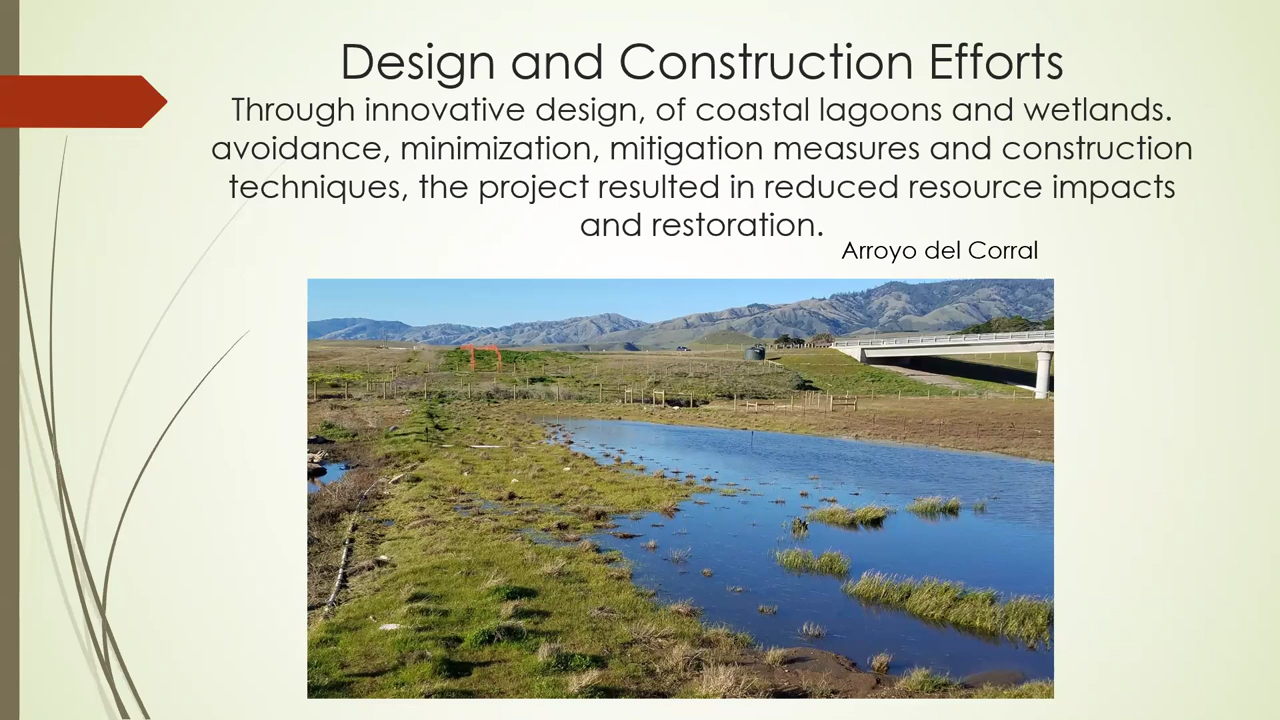 Design and Construction Efforts
Through innovative design, of coastal lagoons and wetlands.
avoidance, minimization, mitigation measures and construction
techniques, the project resulted in reduced resource impacts
and restoration.
Arroyo del Corral